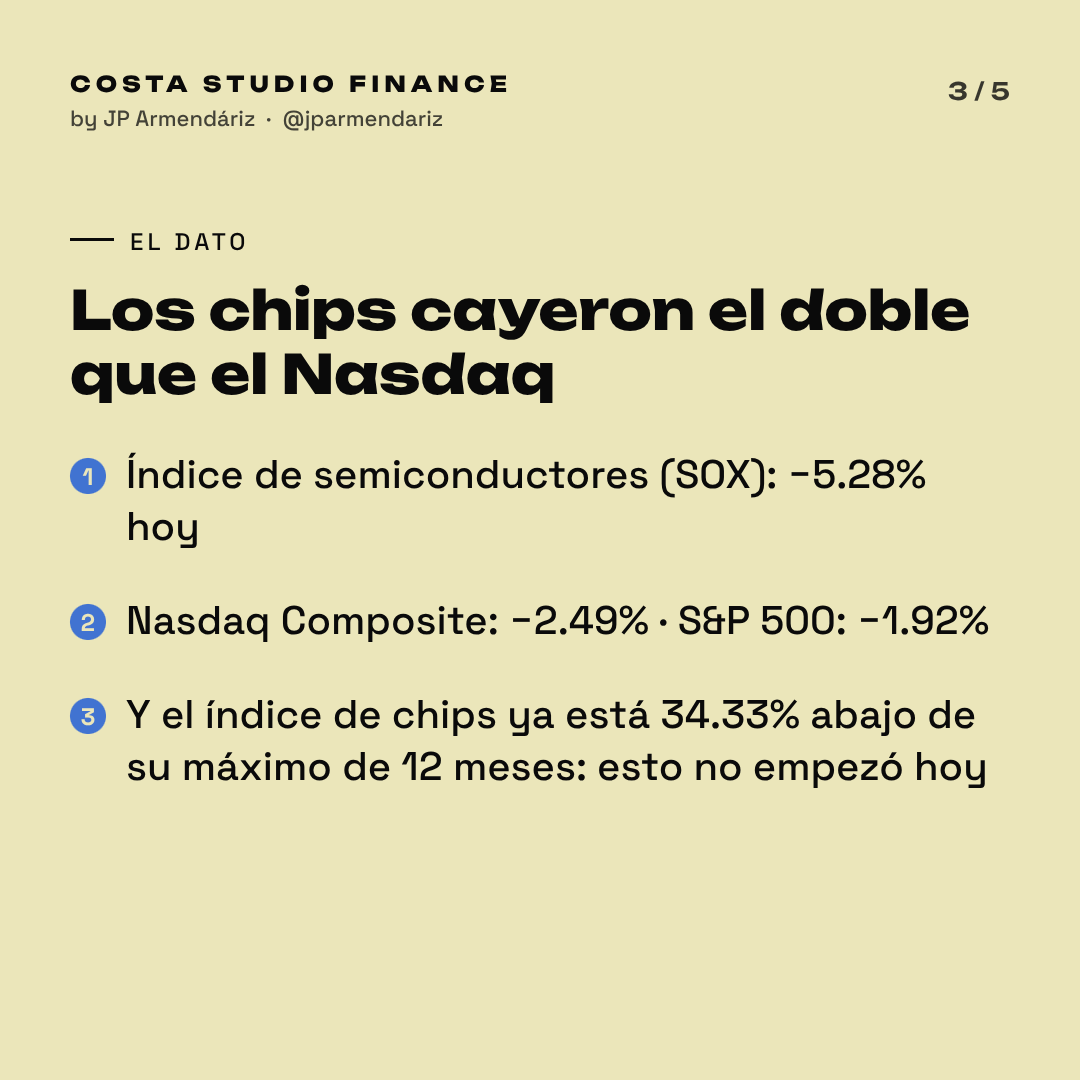 COSTA STUDIO FINANCE
by JP Armendáriz · @jparmendariz
3 / 5
EL DATO
Los chips cayeron el doble
que el Nasdaq
1 Índice de semiconductores (SOX): −5.28%
hoy
2 Nasdaq Composite: −2.49% · S&P 500: −1.92%
3 Y el índice de chips ya está 34.33% abajo de
su máximo de 12 meses: esto no empezó hoy